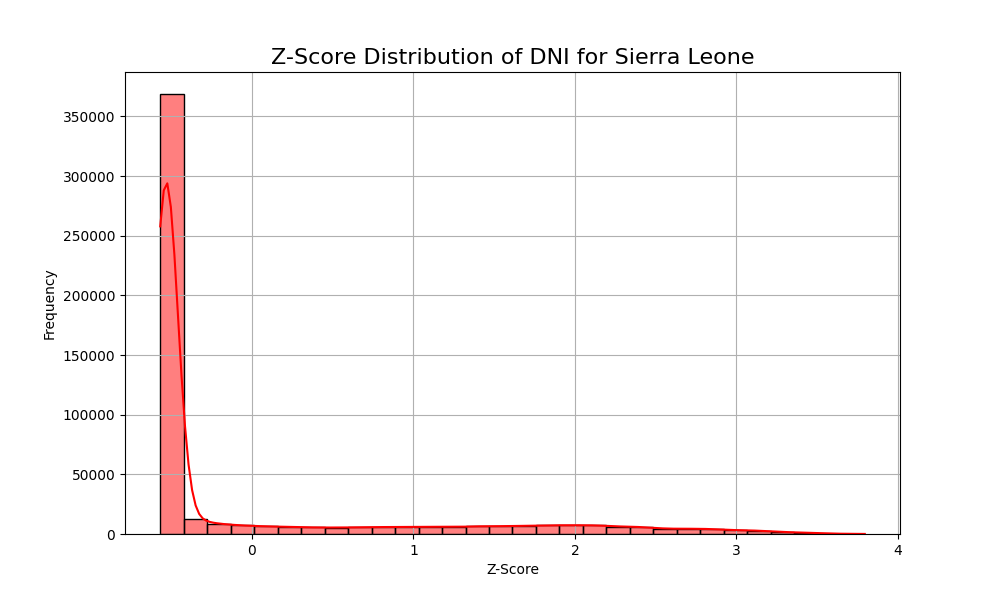 Z-Score Distribution of DNI for Sierra Leone
Frequency
350000
300000
250000
200000
150000
100000
50000
0
0 1 2 3 4
Z-Score